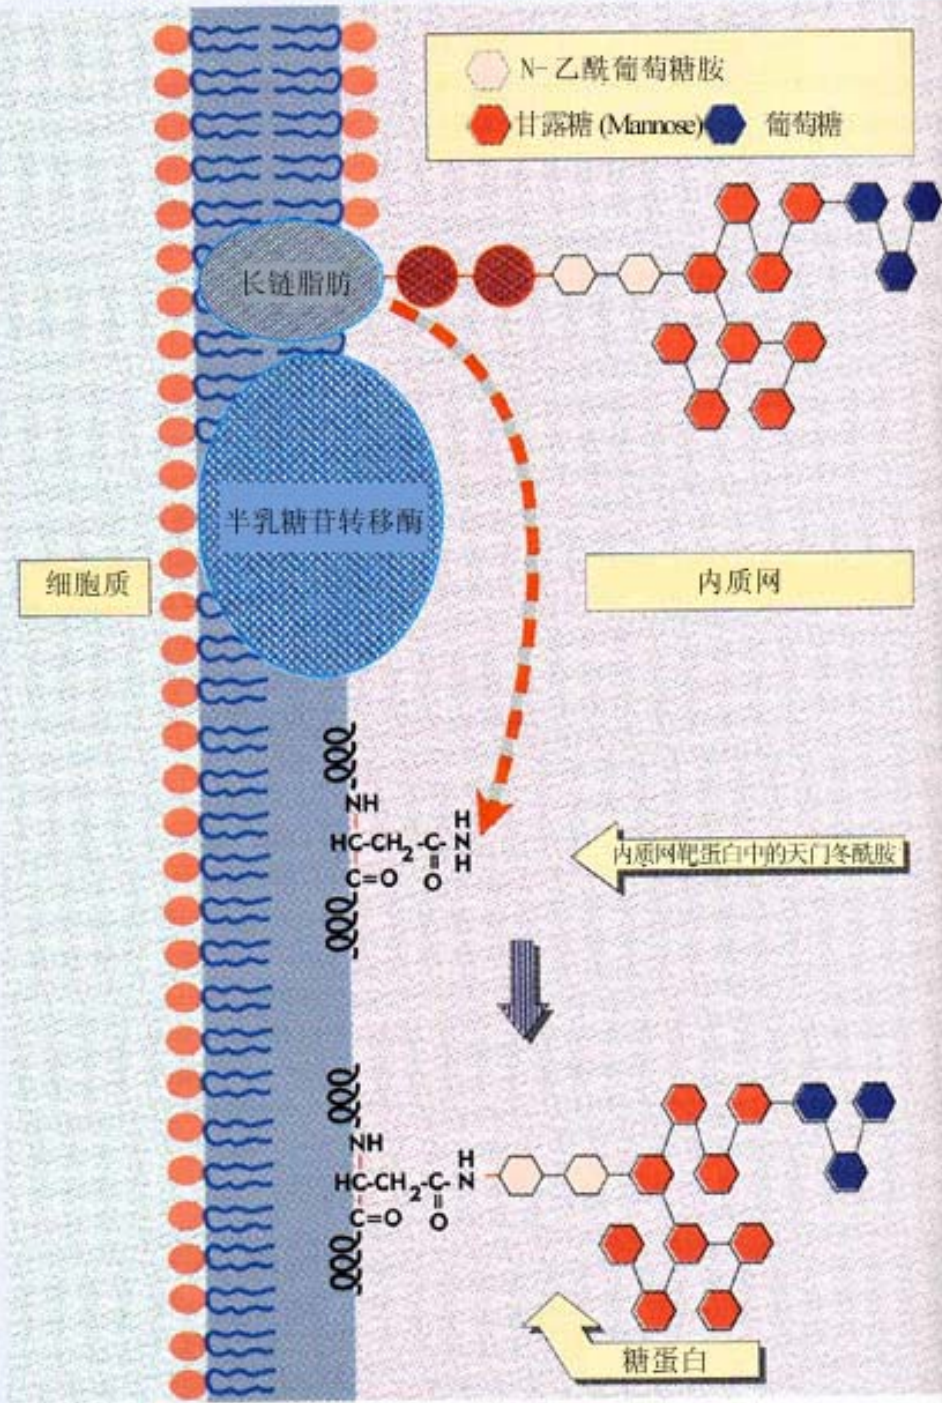 N-乙酰葡萄糖胺
甘露糖 (Mannose) 葡萄糖
长链脂肪
半乳糖苷转移酶
细胞质
内质网
NH
HC-CH2-C-N
H
H
C=O
O
内质网靶蛋白中的天门冬酰胺
NH
HC-CH2-C-N
H
C=O
O
糖蛋白